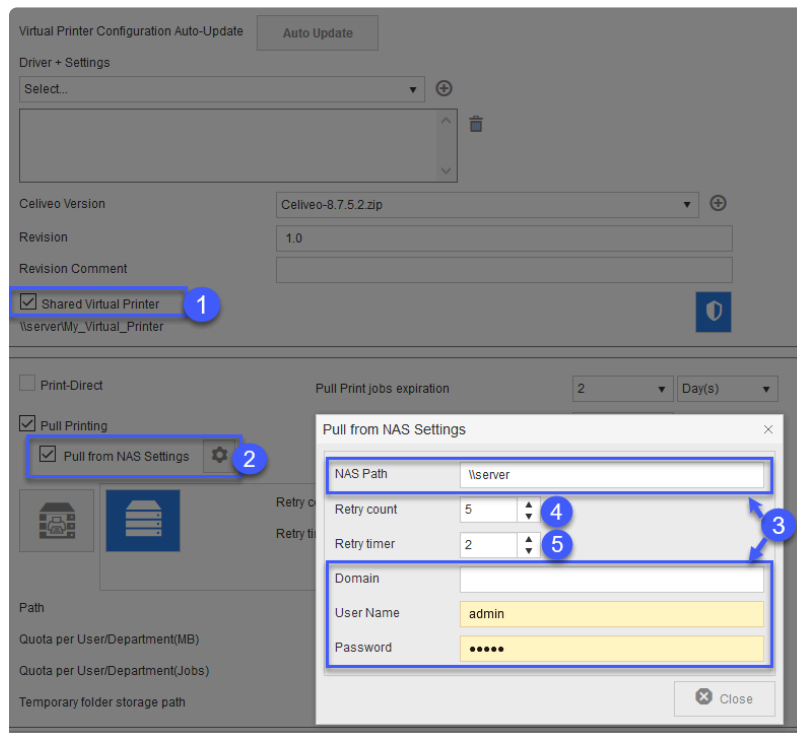 Virtual Printer Configuration Auto-Update Auto Update
Driver + Settings
Select...
Celiveo Version Celiveo-8.7.5.2.zip
Revision 1.0
Revision Comment
Shared Virtual Printer 1
\\server\My_Virtual_Printer
Print-Direct Pull Print jobs expiration 2 Day(s)
Pull Printing
Pull from NAS Settings 2
Retry c
Retry ti
Path
Quota per User/Department(MB)
Quota per User/Department(Jobs)
Temporary folder storage path
Pull from NAS Settings
NAS Path \\server
Retry count 5 4
3
Retry timer 2 5
Domain
User Name admin
Password •••••
Close